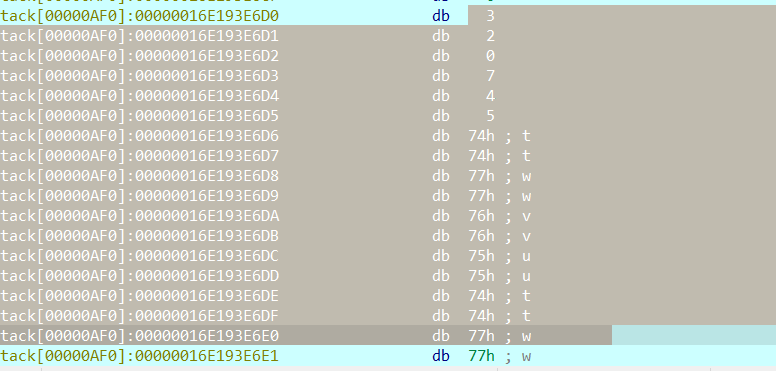 tack[00000AF0]:00000016E193E6D0 db 3
tack[00000AF0]:00000016E193E6D1 db 2
tack[00000AF0]:00000016E193E6D2 db 0
tack[00000AF0]:00000016E193E6D3 db 7
tack[00000AF0]:00000016E193E6D4 db 4
tack[00000AF0]:00000016E193E6D5 db 5
tack[00000AF0]:00000016E193E6D6 db 74h ; t
tack[00000AF0]:00000016E193E6D7 db 74h ; t
tack[00000AF0]:00000016E193E6D8 db 77h ; w
tack[00000AF0]:00000016E193E6D9 db 77h ; w
tack[00000AF0]:00000016E193E6DA db 76h ; v
tack[00000AF0]:00000016E193E6DB db 76h ; v
tack[00000AF0]:00000016E193E6DC db 75h ; u
tack[00000AF0]:00000016E193E6DD db 75h ; u
tack[00000AF0]:00000016E193E6DE db 74h ; t
tack[00000AF0]:00000016E193E6DF db 74h ; t
tack[00000AF0]:00000016E193E6E0 db 77h ; w
tack[00000AF0]:00000016E193E6E1 db 77h ; w